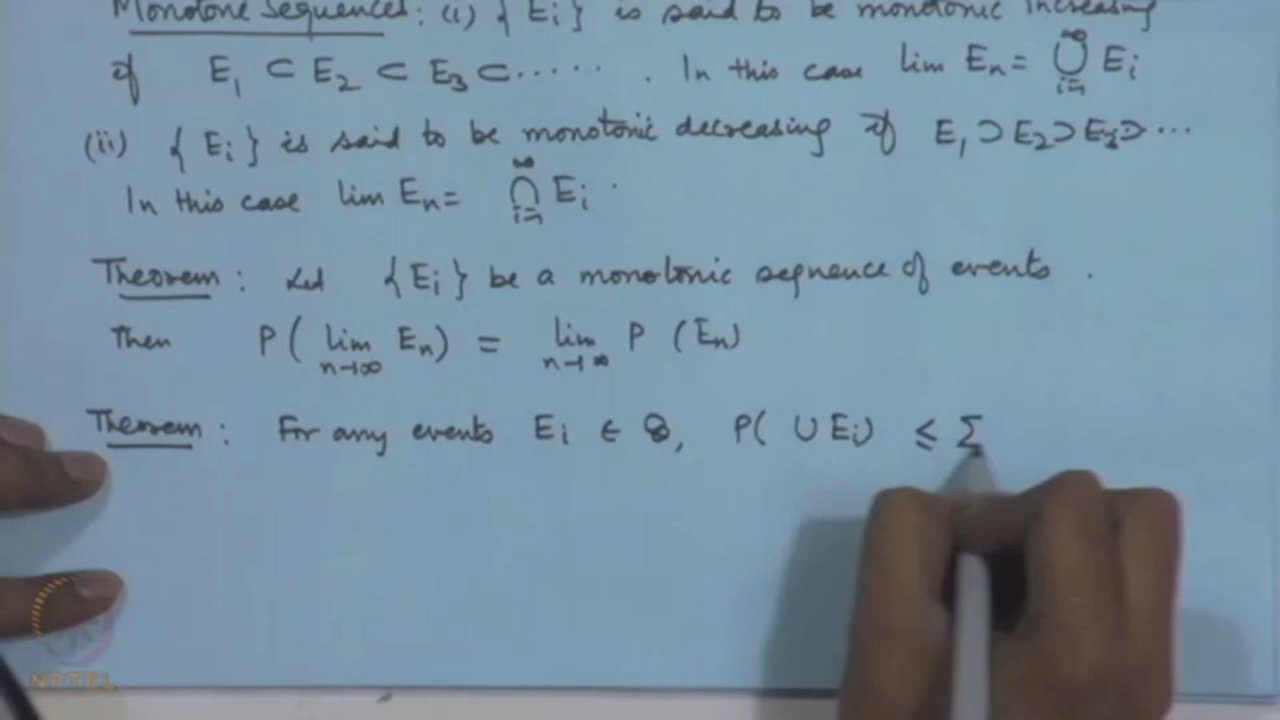 Monotone Sequences : (i) { Ei } is said to be monotonic increasing
if E1 ⊂ E2 ⊂ E3 ⊂ ...... . In this case lim En = ∞ ∪ i=1 Ei
(ii) { Ei } is said to be monotonic decreasing if E1 ⊃ E2 ⊃ E3 ⊃ ...
In this case lim En = ∞ ∩ i=1 Ei .
Theorem : Let { Ei } be a monotonic sequence of events .
Then P( lim n→∞ En ) = lim n→∞ P (En)
Theorem : For any events Ei ∈ ℬ, P( ∪ Ei) ≤ Σ
NPTEL